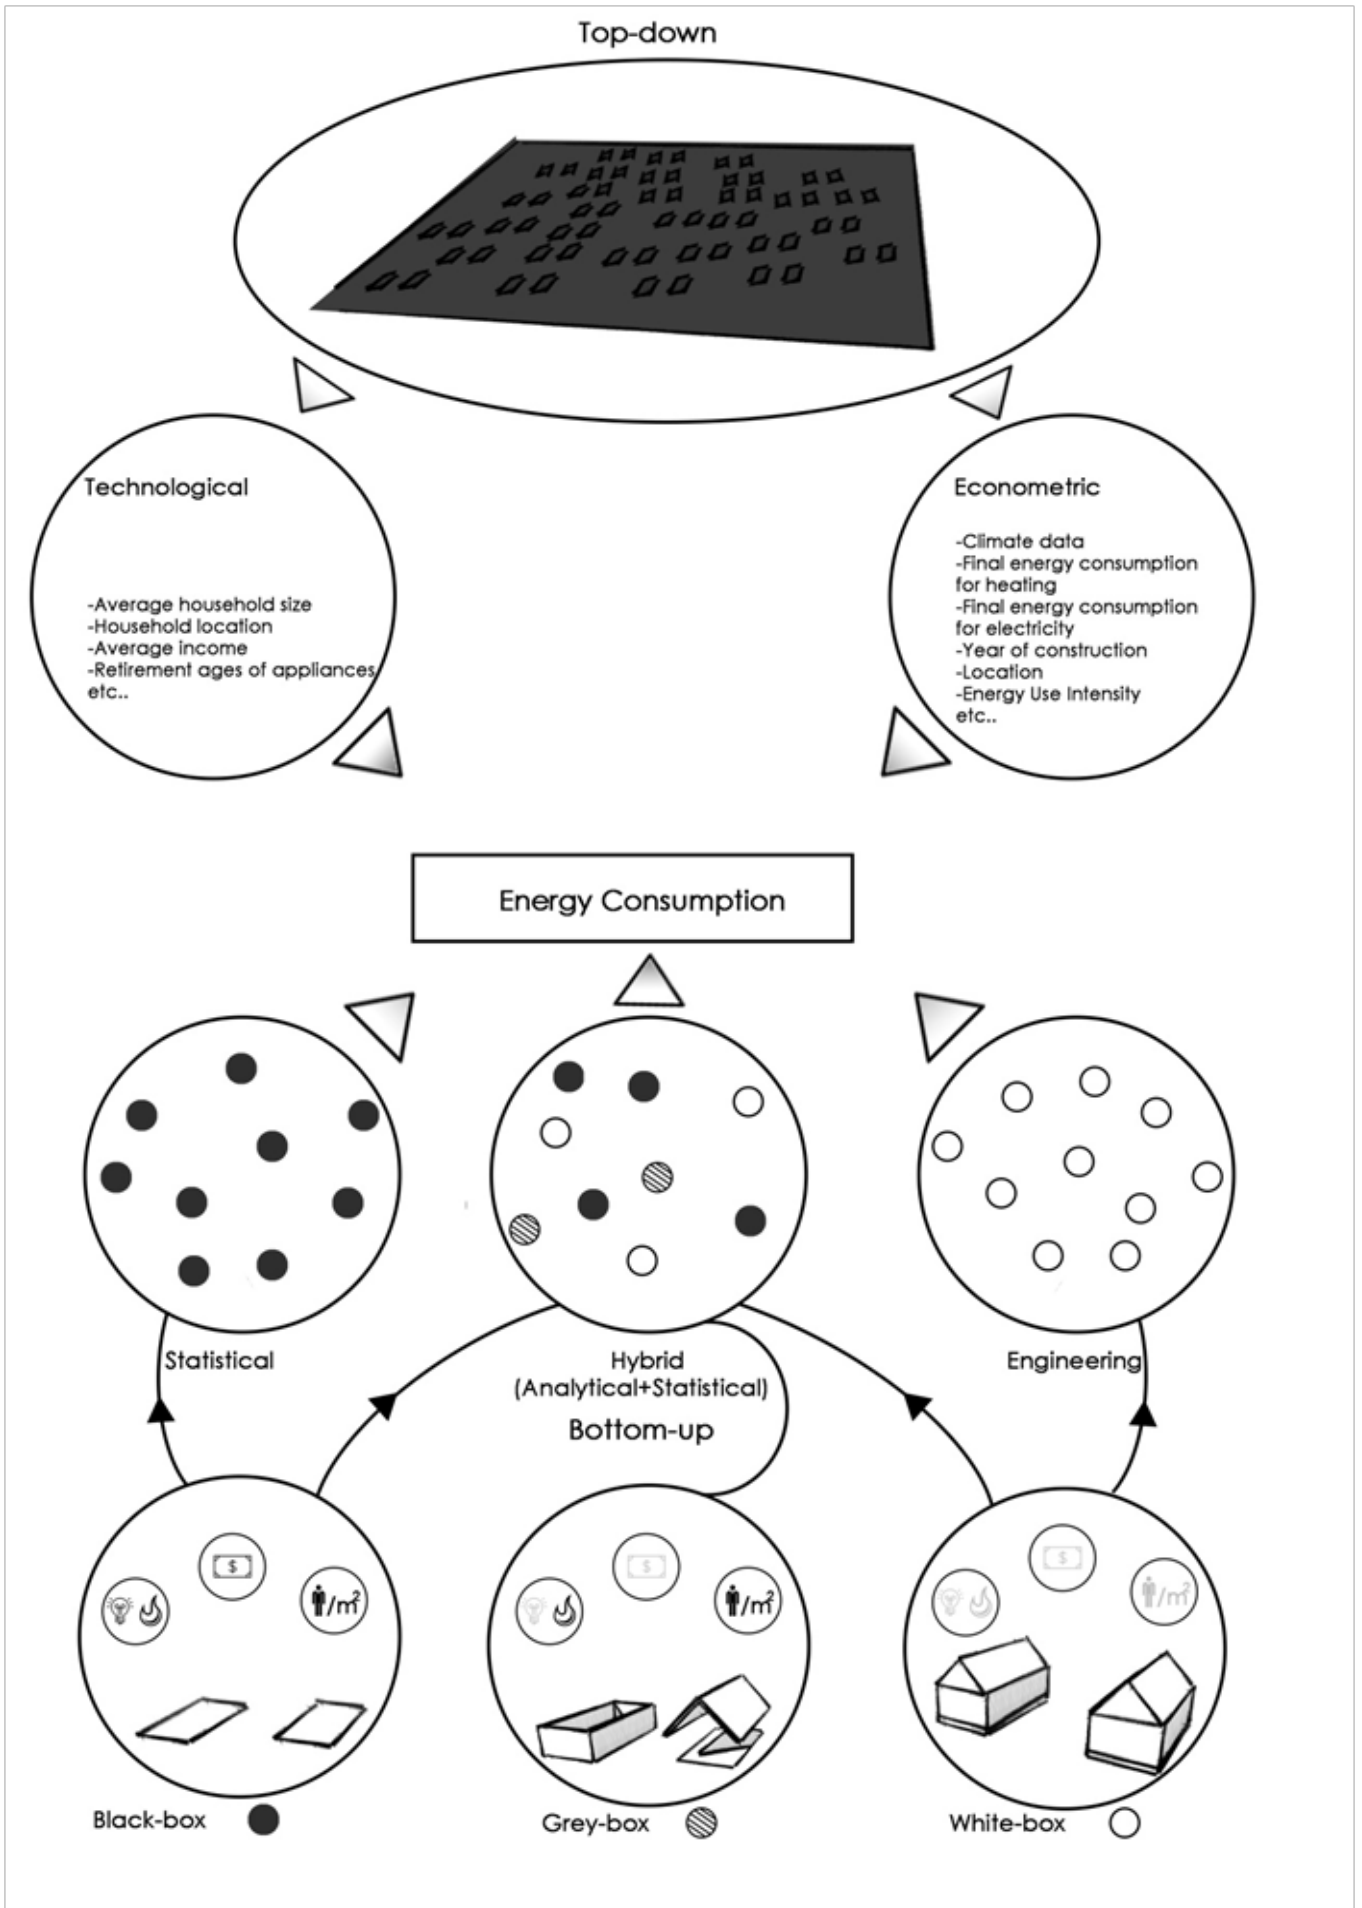 Top-down
Technological
-Average household size
-Household location
-Average income
-Retirement ages of appliances
etc..
Econometric
-Climate data
-Final energy consumption
for heating
-Final energy consumption
for electricity
-Year of construction
-Location
-Energy Use Intensity
etc..
Energy Consumption
Statistical
Hybrid
(Analytical+Statistical)
Bottom-up
Engineering
$
/m²
$
/m²
$
/m²
Black-box
Grey-box
White-box